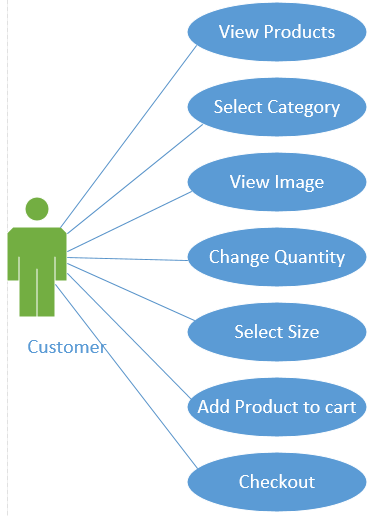 View Products
Select Category
View Image
Change Quantity
Select Size
Customer
Add Product to cart
Checkout